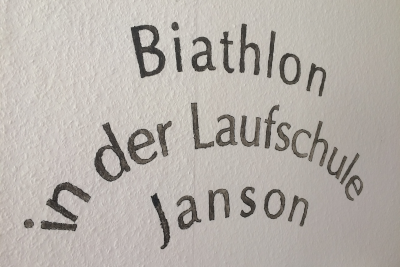 Biathlon
in der Laufschule
Janson